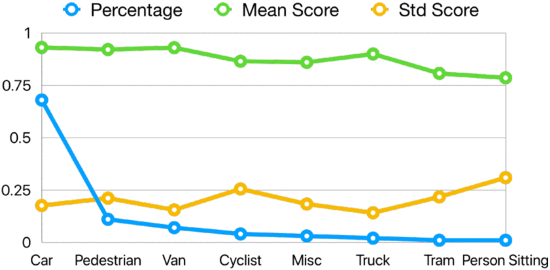 Percentage Mean Score Std Score
1
0.75
0.5
0.25
0
Car Pedestrian Van Cyclist Misc Truck Tram Person Sitting